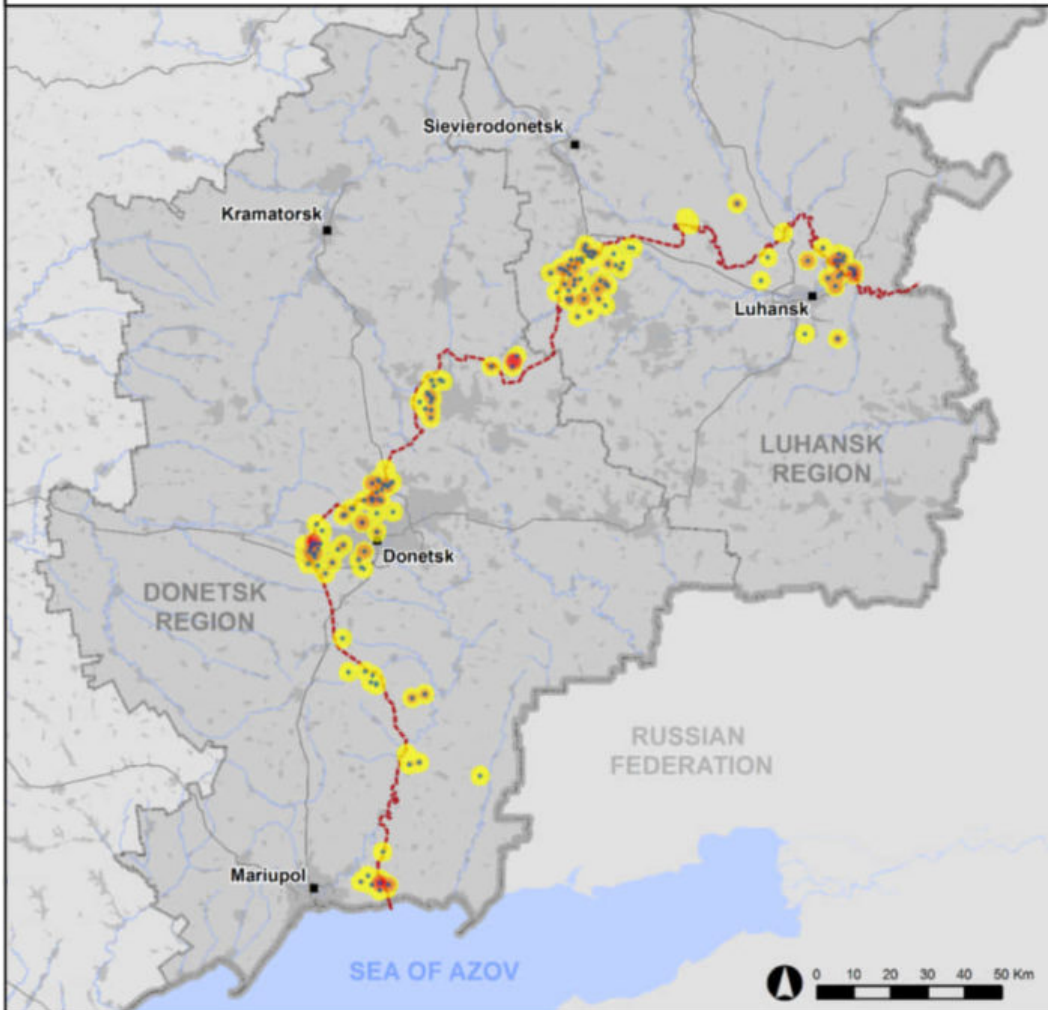 Sievierodonetsk
Kramatorsk
Luhansk
LUHANSK
REGION
Donetsk
DONETSK
REGION
RUSSIAN
FEDERATION
Mariupol
SEA OF AZOV
0 10 20 30 40 50 Km